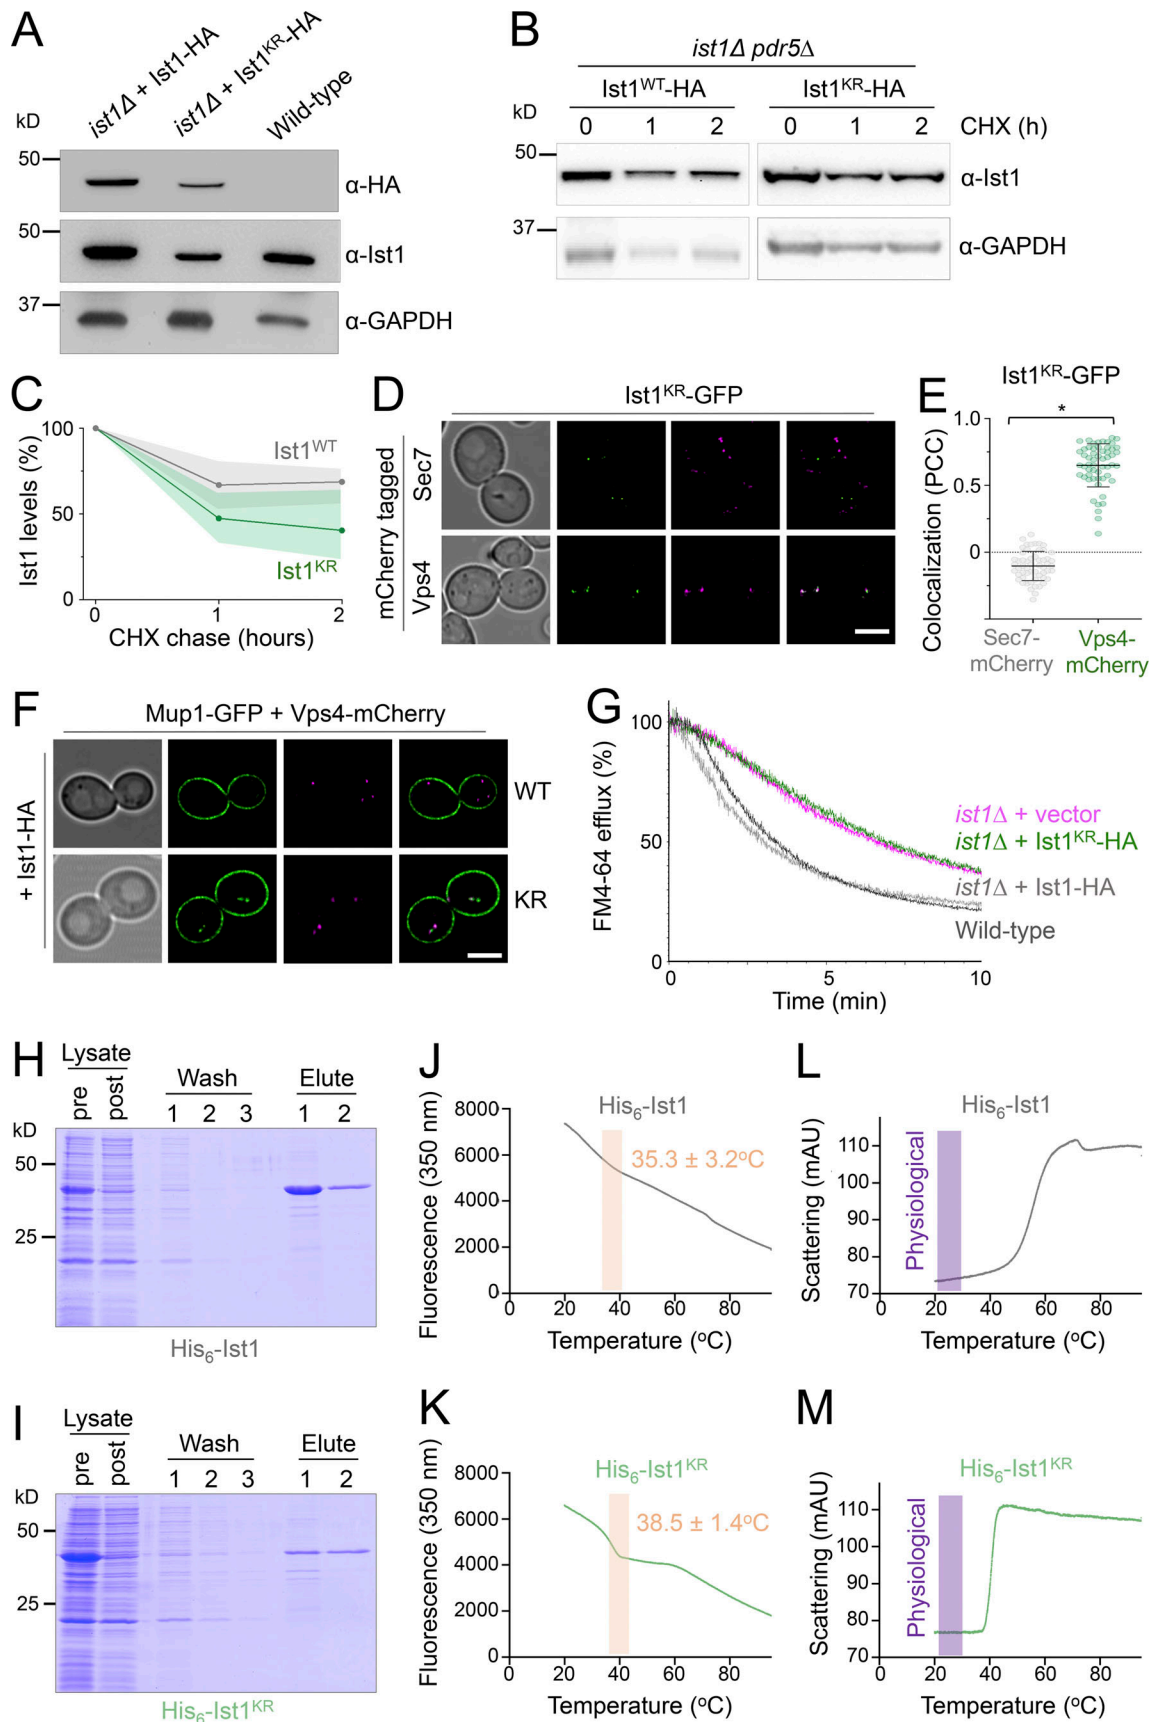 A
ist1Δ + Ist1-HA
ist1Δ + Ist1KR-HA
Wild-type
kD
50
α-HA
50
α-Ist1
37
α-GAPDH
B
ist1Δ pdr5Δ
Ist1WT-HA
Ist1KR-HA
kD
0 1 2 0 1 2 CHX (h)
50
α-Ist1
37
α-GAPDH
C
100
50
0
Ist1 levels (%)
Ist1WT
Ist1KR
0 1 2
CHX chase (hours)
D
Ist1KR-GFP
mCherry tagged
Sec7
Vps4
E
Ist1KR-GFP
*
1.0
0.5
0
Colocalization (PCC)
Sec7-
mCherry
Vps4-
mCherry
F
Mup1-GFP + Vps4-mCherry
+ Ist1-HA
WT
KR
G
100
50
0
FM4-64 efflux (%)
ist1Δ + vector
ist1Δ + Ist1KR-HA
ist1Δ + Ist1-HA
Wild-type
0 5 10
Time (min)
H
Lysate
Wash
Elute
pre post 1 2 3 1 2
kD
50
25
His6-Ist1
J
His6-Ist1
35.3 ± 3.2oC
8000
6000
4000
2000
0
Fluorescence (350 nm)
0 20 40 60 80
Temperature (oC)
L
His6-Ist1
Physiological
110
100
90
80
70
Scattering (mAU)
0 20 40 60 80
Temperature (oC)
I
Lysate
Wash
Elute
pre post 1 2 3 1 2
kD
50
25
His6-Ist1KR
K
His6-Ist1KR
38.5 ± 1.4oC
8000
6000
4000
2000
0
Fluorescence (350 nm)
0 20 40 60 80
Temperature (oC)
M
His6-Ist1KR
Physiological
110
100
90
80
70
Scattering (mAU)
0 20 40 60 80
Temperature (oC)